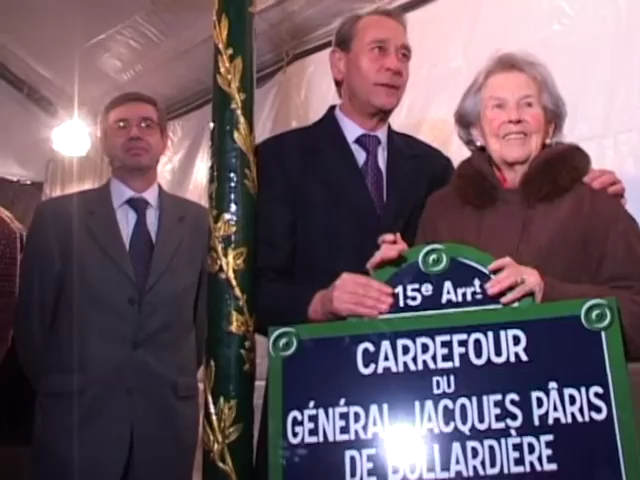 15e Arrt
CARREFOUR
DU
GÉNÉRAL JACQUES PÂRIS
DE BOLLARDIÈRE